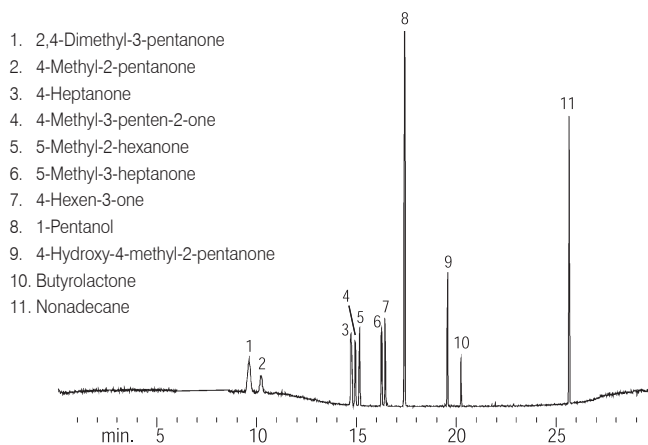 1. 2,4-Dimethyl-3-pentanone
2. 4-Methyl-2-pentanone
3. 4-Heptanone
4. 4-Methyl-3-penten-2-one
5. 5-Methyl-2-hexanone
6. 5-Methyl-3-heptanone
7. 4-Hexen-3-one
8. 1-Pentanol
9. 4-Hydroxy-4-methyl-2-pentanone
10. Butyrolactone
11. Nonadecane
8
11
9
4
3
5
6
7
10
1
2
min. 5 10 15 20 25